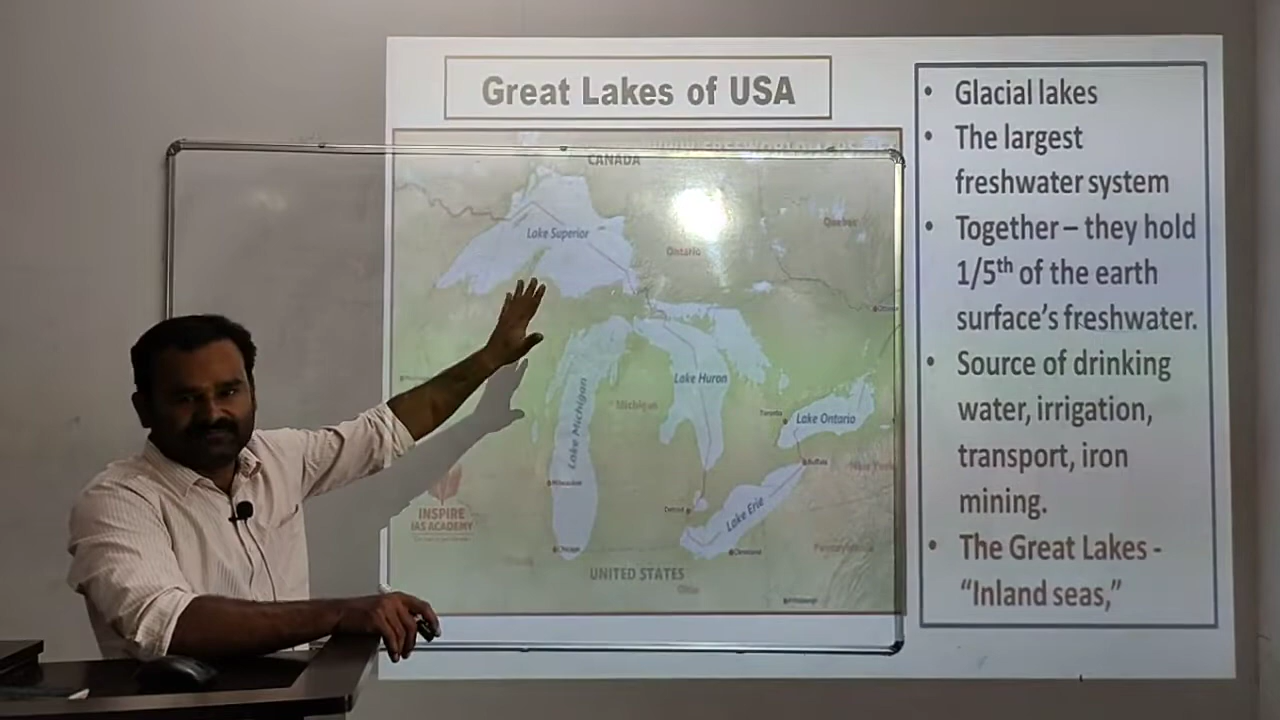 Great Lakes of USA
CANADA
Lake Superior
Ontario
Quebec
Lake Huron
Lake Michigan
Michigan
Toronto
Lake Ontario
Buffalo
New York
Milwaukee
Detroit
Lake Erie
Chicago
Cleveland
Pennsylvania
UNITED STATES
Ohio
INSPIRE
IAS ACADEMY
• Glacial lakes
• The largest
freshwater system
• Together – they hold
1/5th of the earth
surface's freshwater.
• Source of drinking
water, irrigation,
transport, iron
mining.
• The Great Lakes -
“Inland seas,”